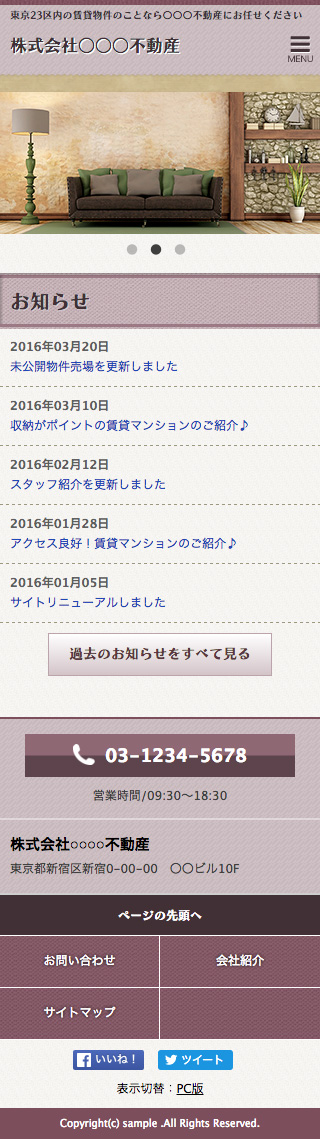 東京23区内の賃貸物件のことなら〇〇〇不動産にお任せください
株式会社〇〇〇不動産
MENU
お知らせ
2016年03月20日
未公開物件売場を更新しました
2016年03月10日
収納がポイントの賃貸マンションのご紹介♪
2016年02月12日
スタッフ紹介を更新しました
2016年01月28日
アクセス良好！賃貸マンションのご紹介♪
2016年01月05日
サイトリニューアルしました
過去のお知らせをすべて見る
03-1234-5678
営業時間/09:30〜18:30
株式会社○○○○不動産
東京都新宿区新宿0-00-00　〇〇ビル10F
ページの先頭へ
お問い合わせ
会社紹介
サイトマップ
いいね！
ツイート
表示切替：PC版
Copyright(c) sample .All Rights Reserved.